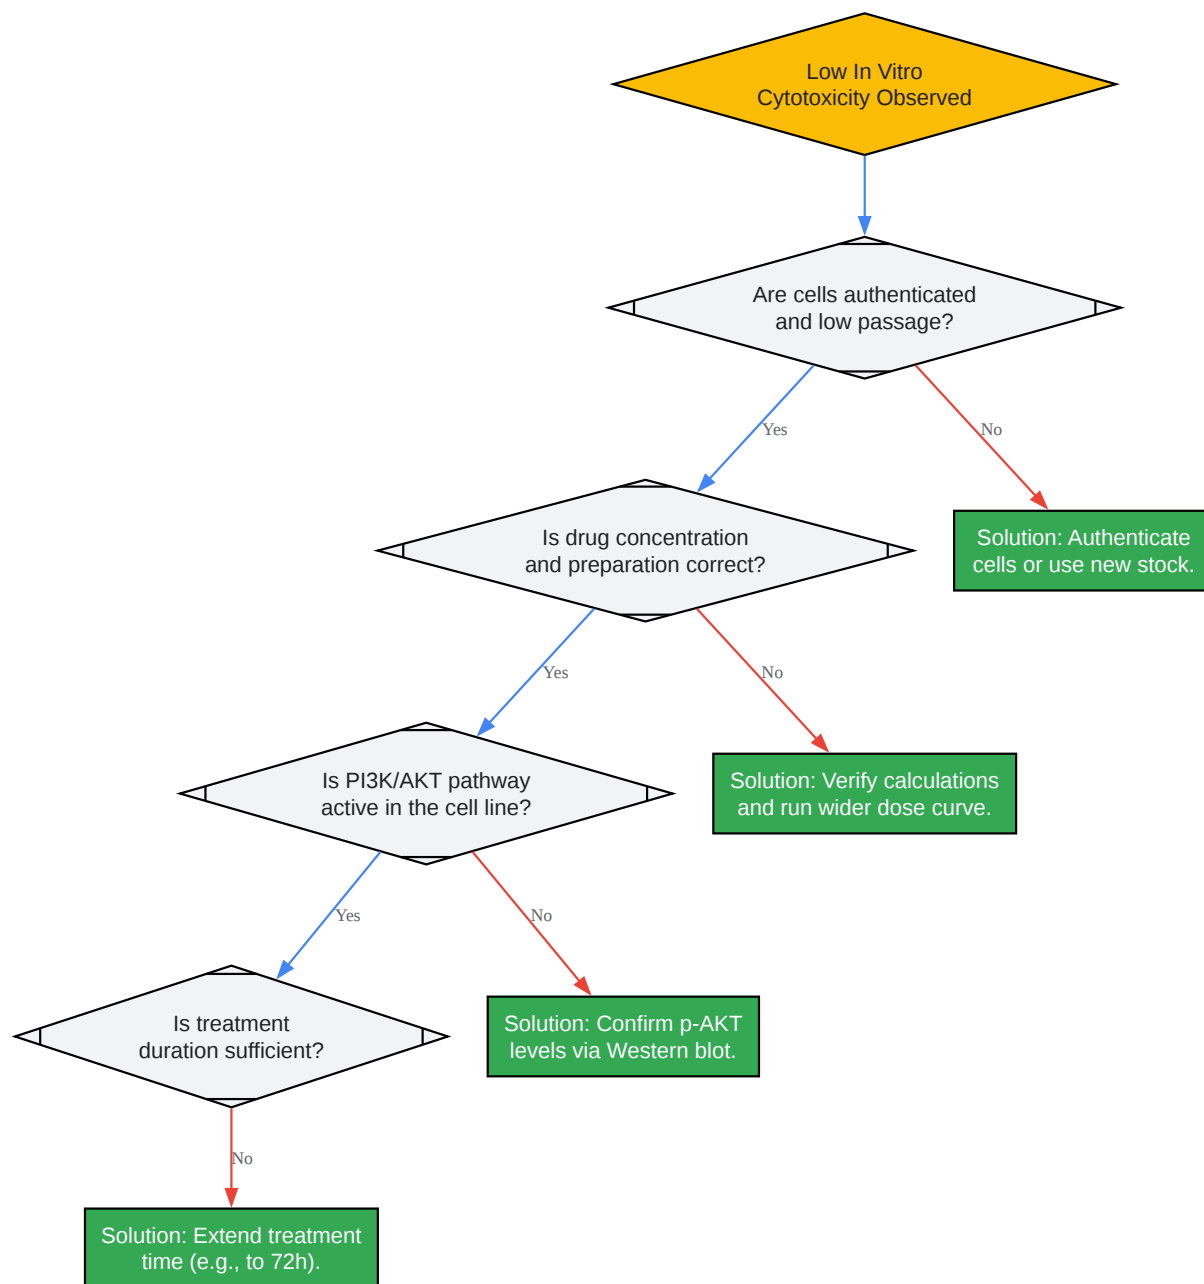 Low In Vitro
Cytotoxicity Observed
Are cells authenticated
and low passage?
Yes
No
Is drug concentration
and preparation correct?
Solution: Authenticate
cells or use new stock.
Yes
No
Is PI3K/AKT pathway
active in the cell line?
Solution: Verify calculations
and run wider dose curve.
Yes
No
Is treatment
duration sufficient?
Solution: Confirm p-AKT
levels via Western blot.
No
Solution: Extend treatment
time (e.g., to 72h).